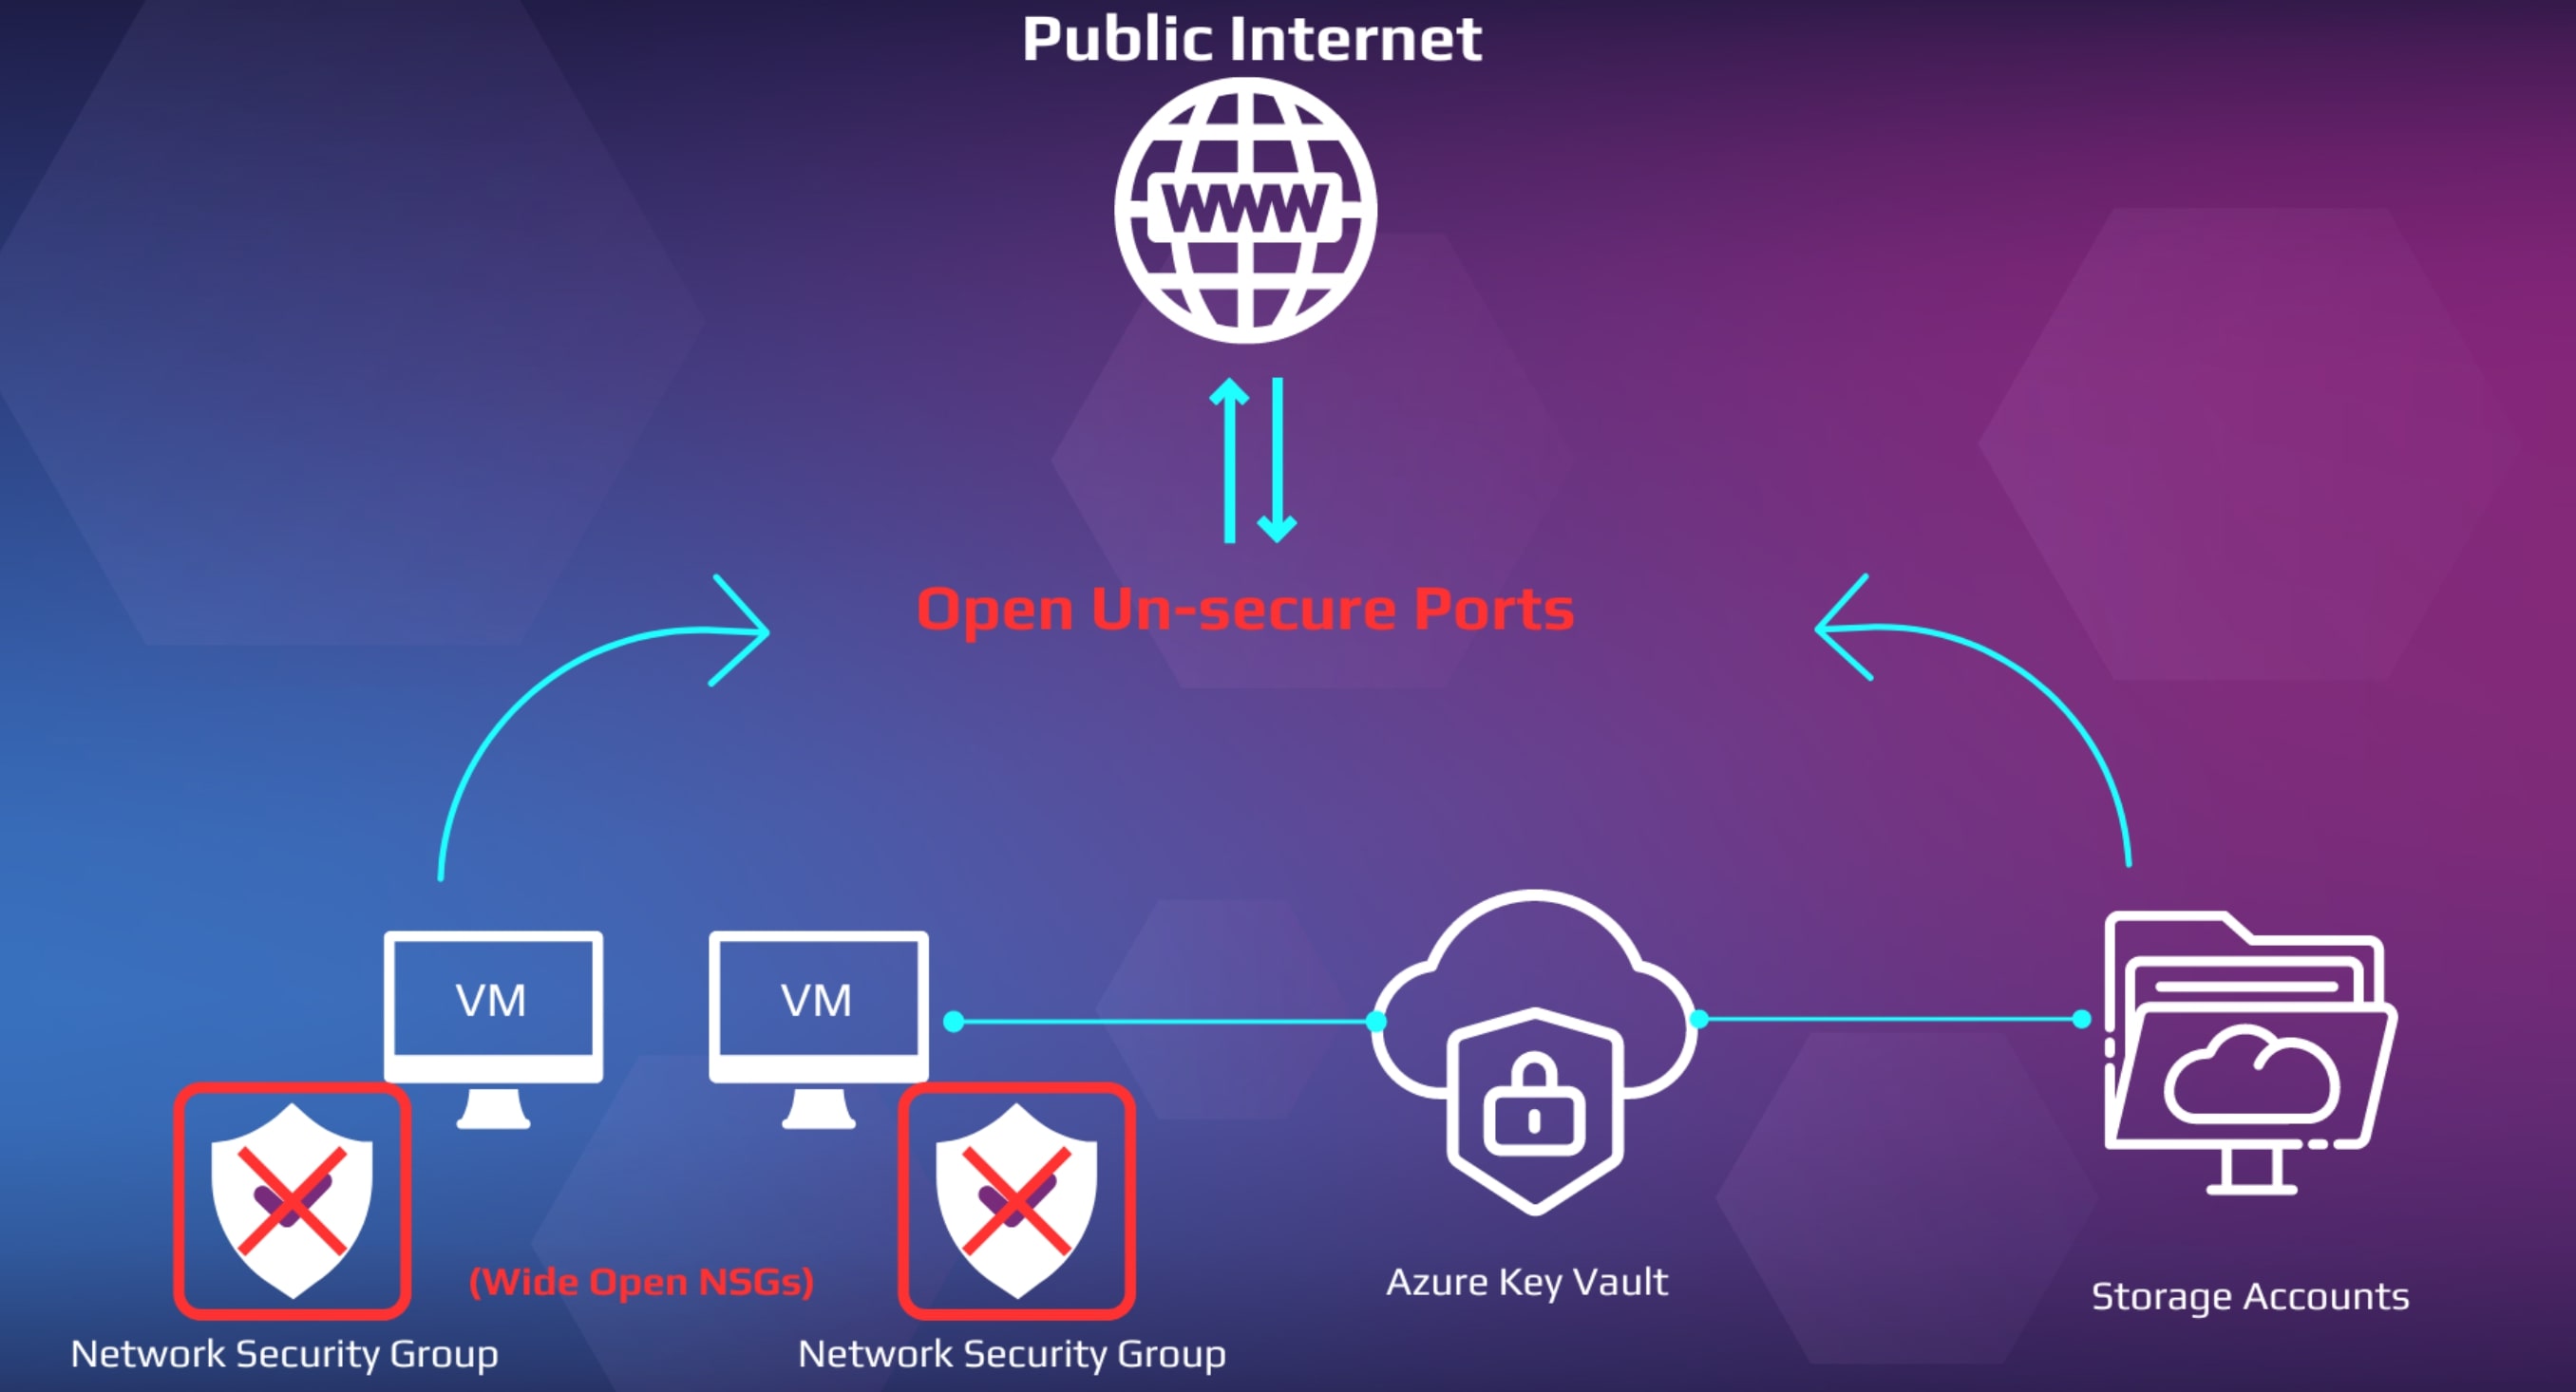 Public Internet
WWW
Open Un-secure Ports
VM
VM
(Wide Open NSGs)
Azure Key Vault
Storage Accounts
Network Security Group
Network Security Group